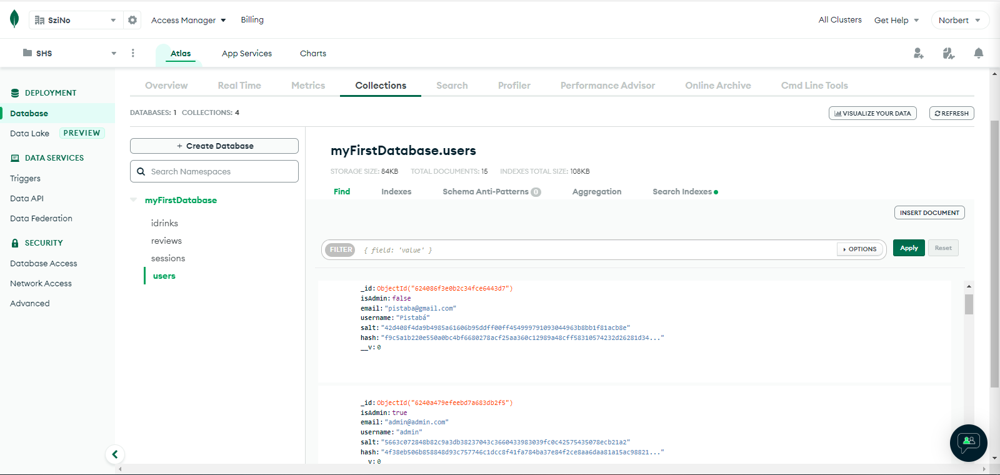 SziNo
Access Manager
Billing
All Clusters
Get Help
Norbert
SHS
Atlas
App Services
Charts
DEPLOYMENT
Database
Data Lake PREVIEW
DATA SERVICES
Triggers
Data API
Data Federation
SECURITY
Database Access
Network Access
Advanced
Overview
Real Time
Metrics
Collections
Search
Profiler
Performance Advisor
Online Archive
Cmd Line Tools
DATABASES: 1 COLLECTIONS: 4
VISUALIZE YOUR DATA
REFRESH
+ Create Database
Search Namespaces
myFirstDatabase
idrinks
reviews
sessions
users
myFirstDatabase.users
STORAGE SIZE: 84KB TOTAL DOCUMENTS: 15 INDEXES TOTAL SIZE: 108KB
Find
Indexes
Schema Anti-Patterns 0
Aggregation
Search Indexes
INSERT DOCUMENT
FILTER { field: 'value' }
OPTIONS
Apply
Reset
_id: ObjectId("624086f3e0b2c34fce6443d7")
isAdmin: false
email: "pistaba@gmail.com"
username: "Pistabá"
salt: "42d408f4da9b4985a61606b95ddff00ff454999791093044963b8bb1f81acb8e"
hash: "f9c5a1b220e550a0bc4bf6680278acf25aa360c12989a48cff58310574232d26281d34..."
__v: 0
_id: ObjectId("6240a479efeebd7a683db2f5")
isAdmin: true
email: "admin@admin.com"
username: "admin"
salt: "5663c072848b82c9a3db38237043c3660433983039fc0c42575435078ecb21a2"
hash: "4f38eb506b858848d93c757746c1dcc8f41fa784ba37e84f2ce8aa6daa81a15ac98821..."
__v: 0